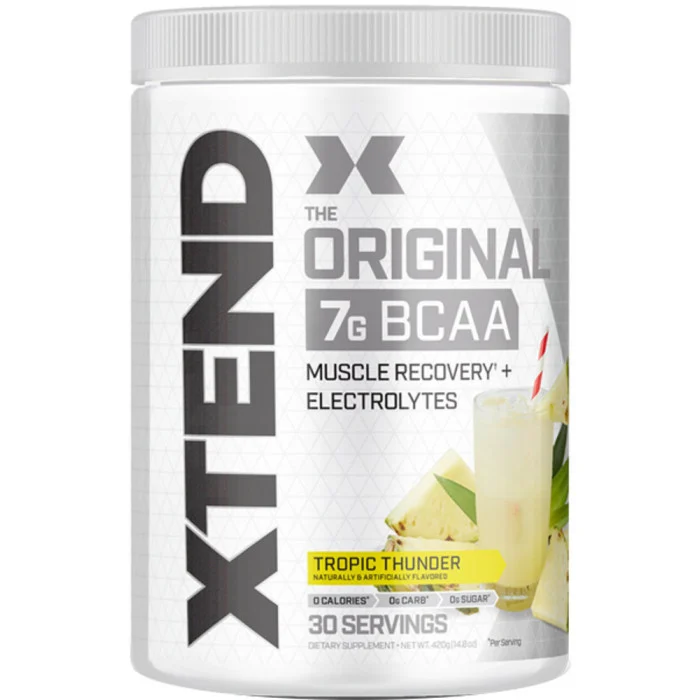 XTEND
THE
ORIGINAL
7G BCAA
MUSCLE RECOVERY¹ +
ELECTROLYTES
TROPIC THUNDER
NATURALLY & ARTIFICIALLY FLAVORED
0 CALORIES* 0G CARB* 0G SUGAR*
30 SERVINGS
*Per Serving
DIETARY SUPPLEMENT • NET WT. 420g (14.8oz)